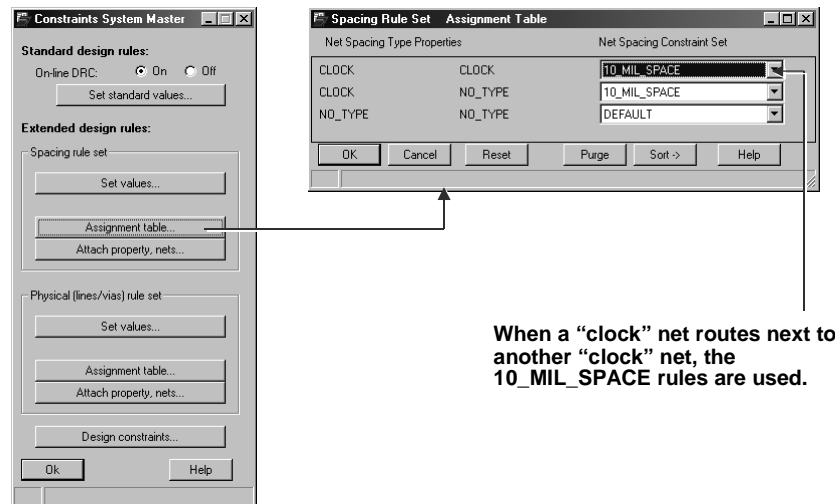 Constraints System Master
Standard design rules:
On-line DRC: On Off
Set standard values...
Extended design rules:
Spacing rule set
Set values...
Assignment table...
Attach property, nets...
Physical (lines/vias) rule set
Set values...
Assignment table...
Attach property, nets...
Design constraints...
Ok Help
Spacing Rule Set Assignment Table
Net Spacing Type Properties Net Spacing Constraint Set
CLOCK CLOCK 10_MIL_SPACE
CLOCK NO_TYPE 10_MIL_SPACE
NO_TYPE NO_TYPE DEFAULT
OK Cancel Reset Purge Sort -> Help
When a “clock” net routes next to
another “clock” net, the
10_MIL_SPACE rules are used.